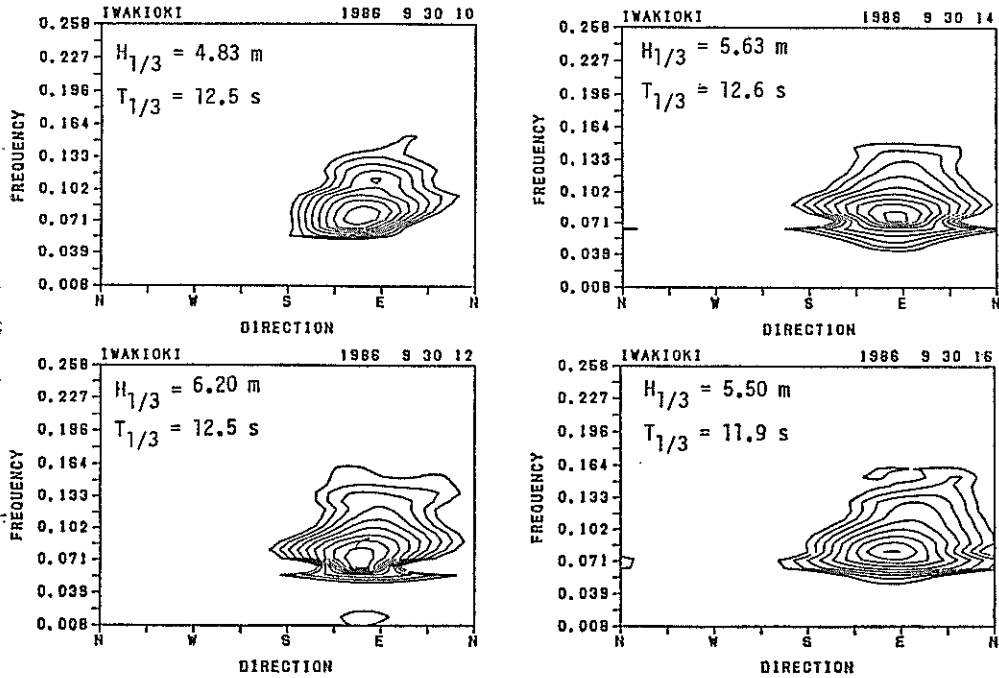 IWAKIOKI 1986 9 30 10
H1/3 = 4.83 m
T1/3 = 12.5 s
FREQUENCY
0.258
0.227
0.196
0.164
0.133
0.102
0.071
0.039
0.008
N W S E N
DIRECTION
IWAKIOKI 1986 9 30 14
H1/3 = 5.63 m
T1/3 = 12.6 s
FREQUENCY
0.258
0.227
0.196
0.164
0.133
0.102
0.071
0.039
0.008
N W S E N
DIRECTION
IWAKIOKI 1986 9 30 12
H1/3 = 6.20 m
T1/3 = 12.5 s
FREQUENCY
0.258
0.227
0.196
0.164
0.133
0.102
0.071
0.039
0.008
N W S E N
DIRECTION
IWAKIOKI 1986 9 30 16
H1/3 = 5.50 m
T1/3 = 11.9 s
FREQUENCY
0.258
0.227
0.196
0.164
0.133
0.102
0.071
0.039
0.008
N W S E N
DIRECTION